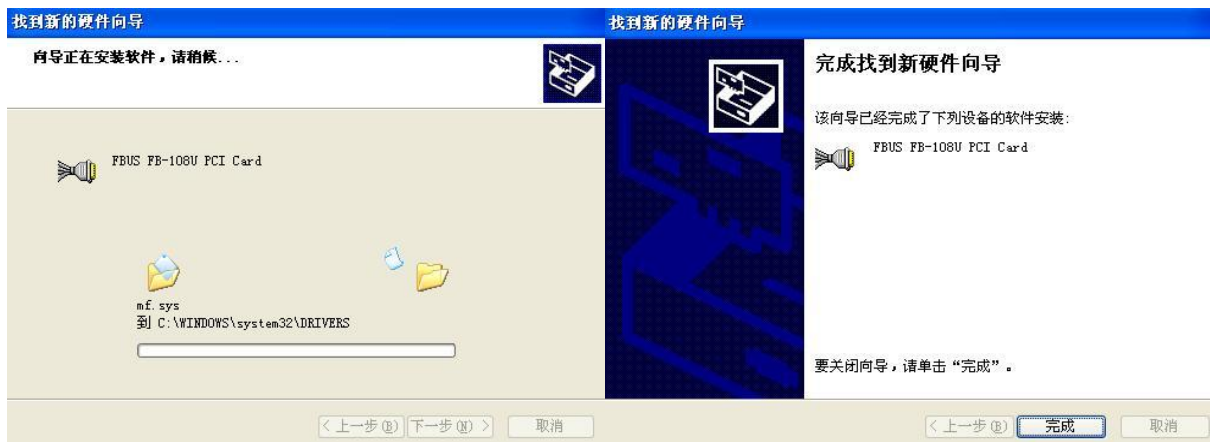 找到新的硬件向导
向导正在安装软件，请稍候...
FBUS FB-108U PCI Card
mf.sys
到 C:\WINDOWS\system32\DRIVERS
< 上一步(B)
下一步(N) >
取消
找到新的硬件向导
完成找到新硬件向导
该向导已经完成了下列设备的软件安装:
FBUS FB-108U PCI Card
要关闭向导，请单击“完成”。
< 上一步(B)
完成
取消